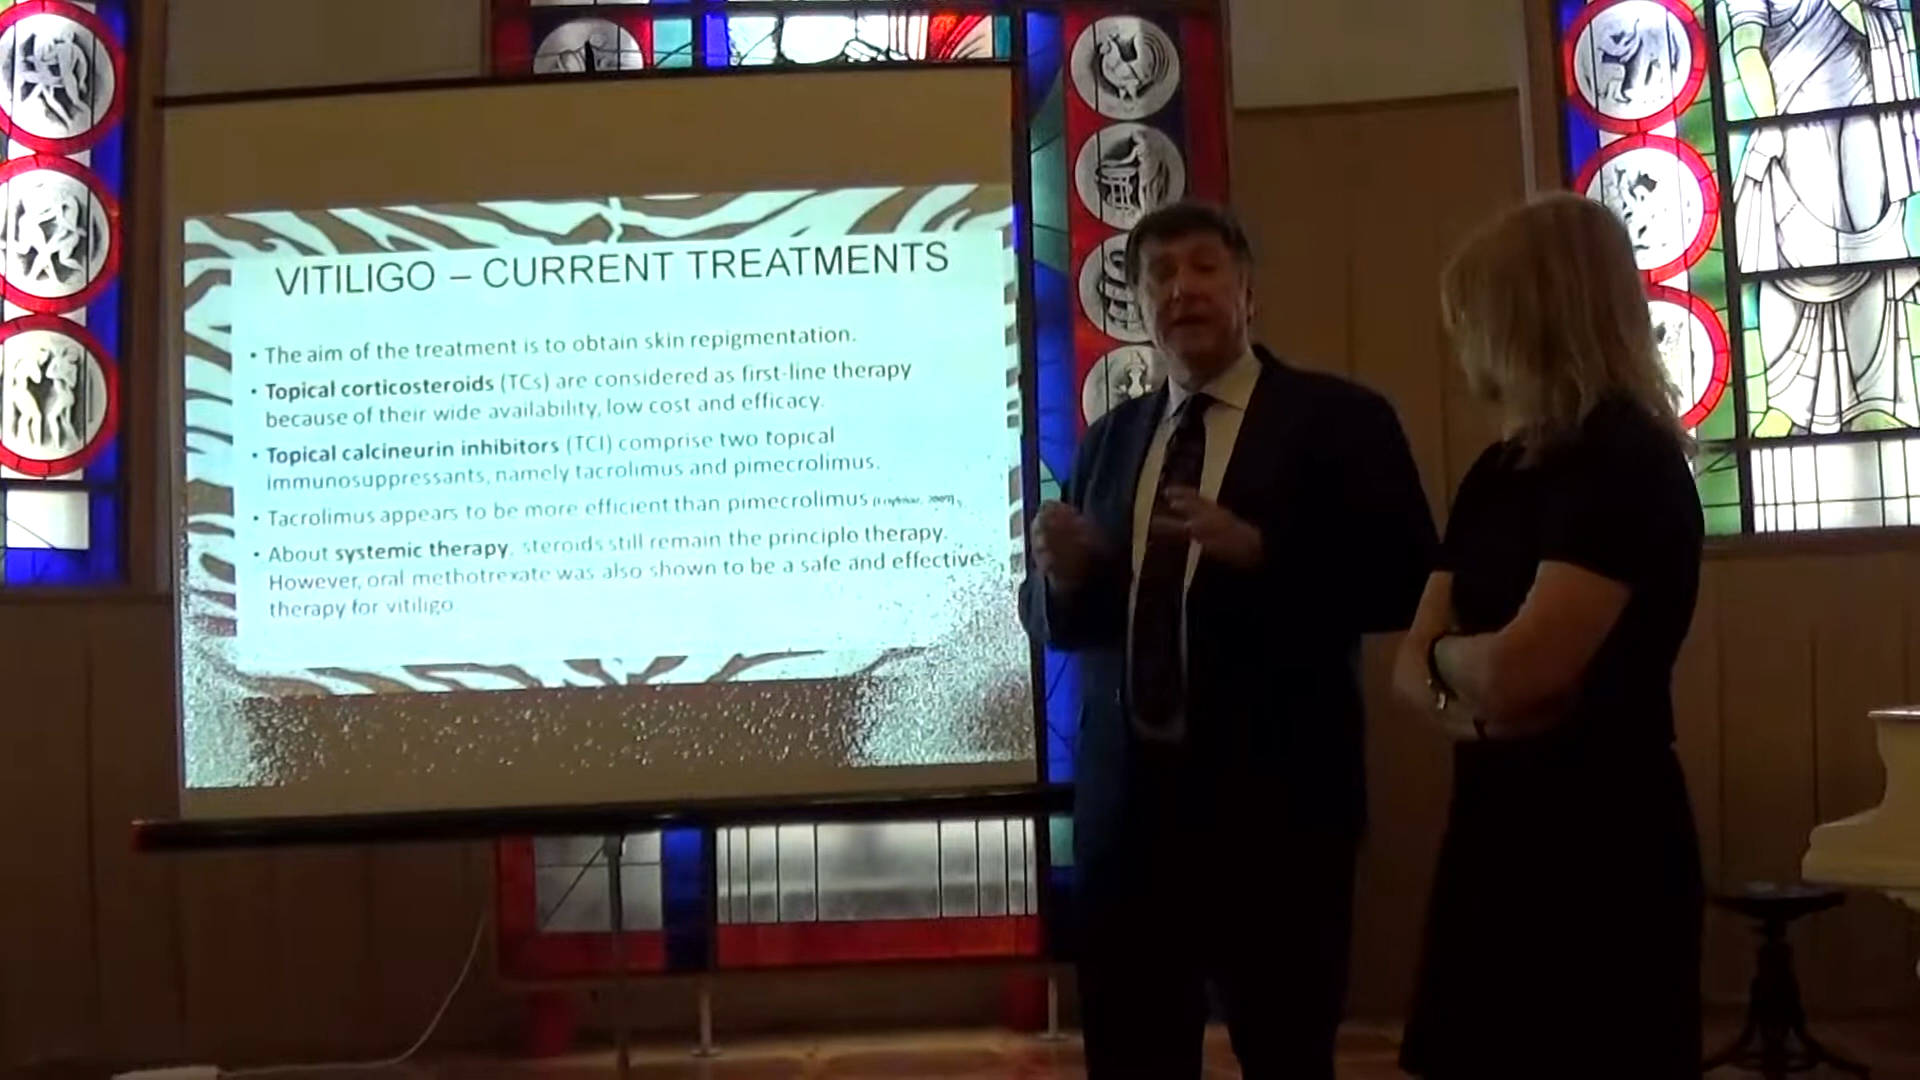 VITILIGO – CURRENT TREATMENTS
• The aim of the treatment is to obtain skin repigmentation.
• Topical corticosteroids (TCs) are considered as first-line therapy
because of their wide availability, low cost and efficacy.
• Topical calcineurin inhibitors (TCI) comprise two topical
immunosuppressants, namely tacrolimus and pimecrolimus.
• Tacrolimus appears to be more efficient than pimecrolimus
• About systemic therapy, steroids still remain the principlo therapy.
However, oral methotrexate was also shown to be a safe and effective
therapy for vitiligo